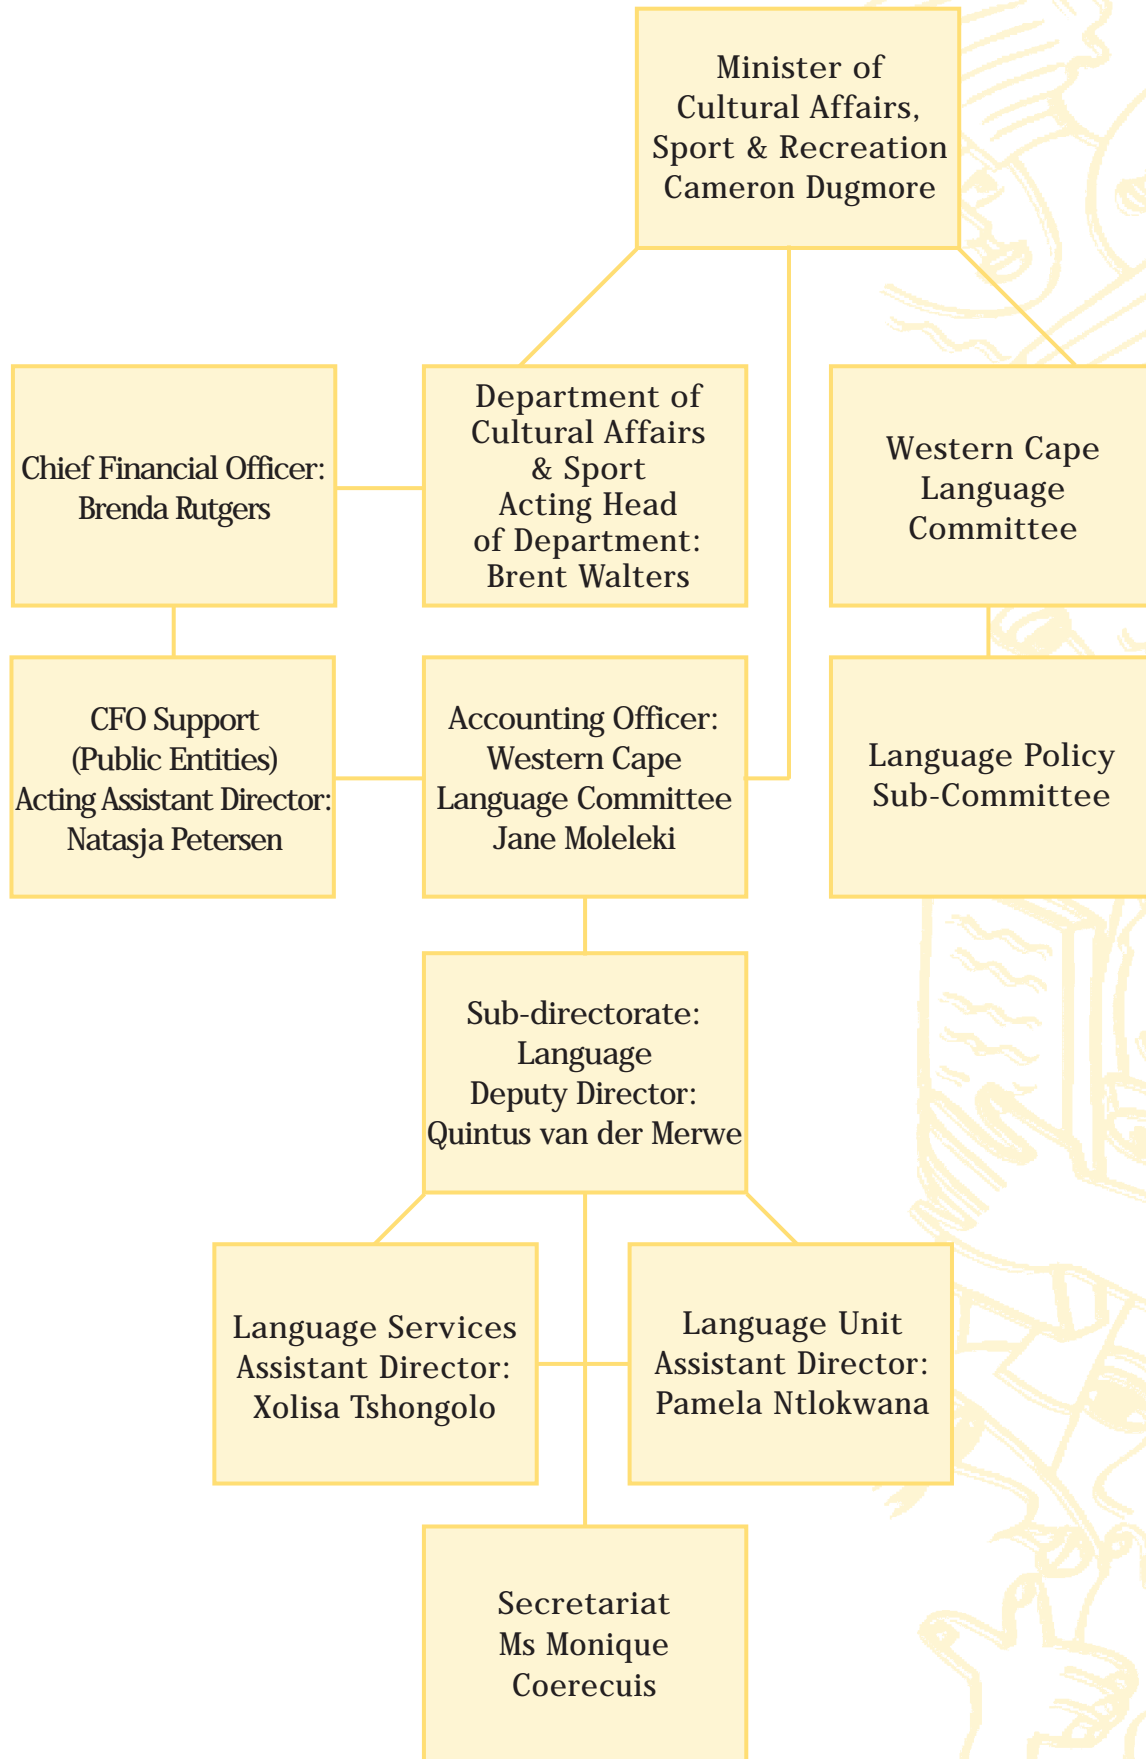 Minister of
Cultural Affairs,
Sport & Recreation
Cameron Dugmore
Chief Financial Officer:
Brenda Rutgers
Department of
Cultural Affairs
& Sport
Acting Head
of Department:
Brent Walters
Western Cape
Language
Committee
CFO Support
(Public Entities)
Acting Assistant Director:
Natasja Petersen
Accounting Officer:
Western Cape
Language Committee
Jane Moleleki
Language Policy
Sub-Committee
Sub-directorate:
Language
Deputy Director:
Quintus van der Merwe
Language Services
Assistant Director:
Xolisa Tshongolo
Language Unit
Assistant Director:
Pamela Ntlokwana
Secretariat
Ms Monique
Coerecuis